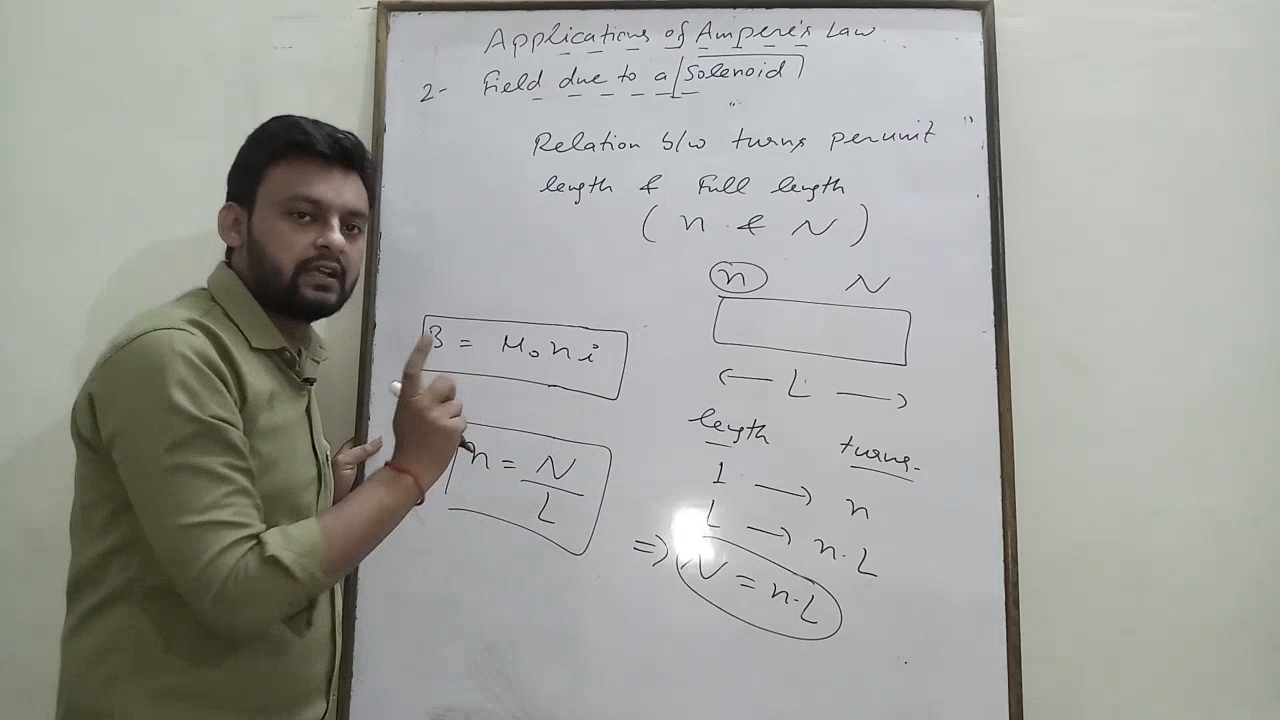 Applications of Ampere's Law
2- Field due to a Solenoid
Relation b/w turns per unit
length & Full length
( n & N )
n N
B = μ₀ n i
L
length turns
n = N / L
1 → n
L → n.L
⇒ N = n.L